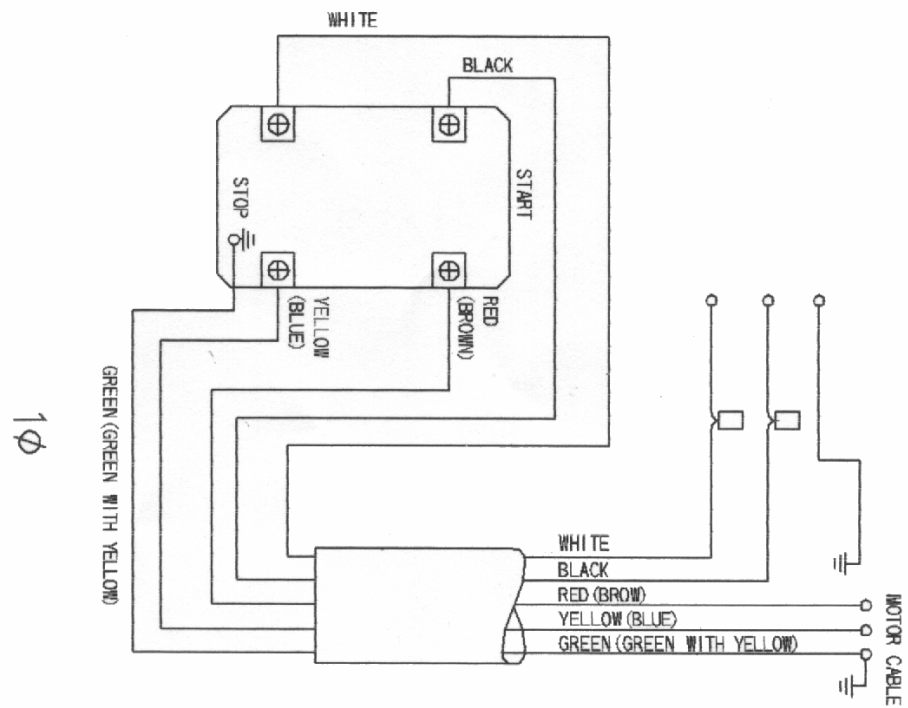 WHITE
BLACK
START
STOP
YELLOW
(BLUE)
RED
(BROWN)
GREEN(GREEN WITH YELLOW)
1Ø
WHITE
BLACK
RED(BROW)
YELLOW(BLUE)
GREEN(GREEN WITH YELLOW)
MOTOR CABLE